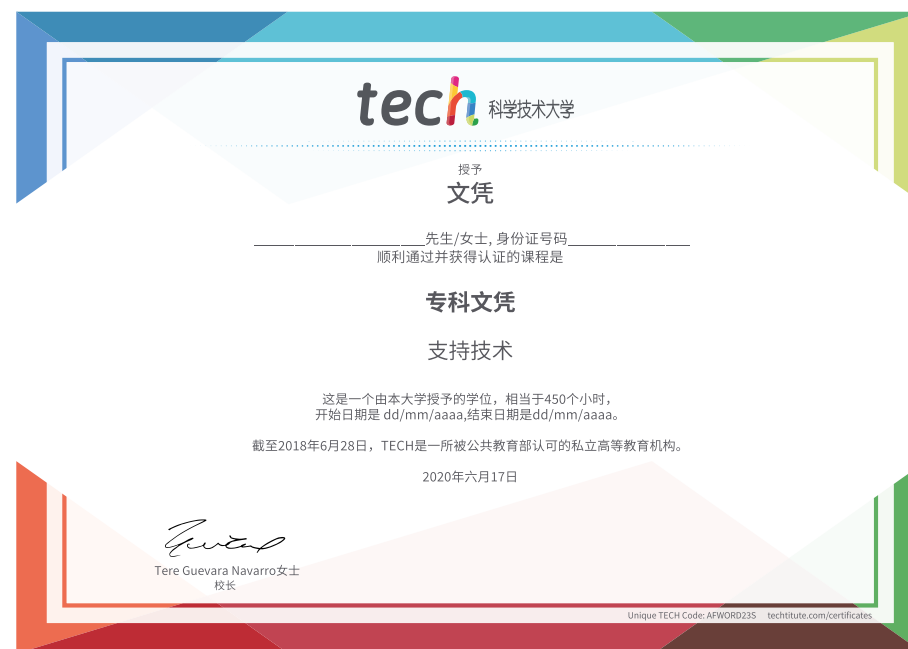 tech 科学技术大学
授予
文凭
________________________先生/女士, 身份证号码_________________
顺利通过并获得认证的课程是
专科文凭
支持技术
这是一个由本大学授予的学位，相当于450个小时，
开始日期是 dd/mm/aaaa,结束日期是dd/mm/aaaa。
截至2018年6月28日，TECH是一所被公共教育部认可的私立高等教育机构。
2020年六月17日
Tere Guevara Navarro女士
校长
Unique TECH Code: AFWORD23S techtitute.com/certificates